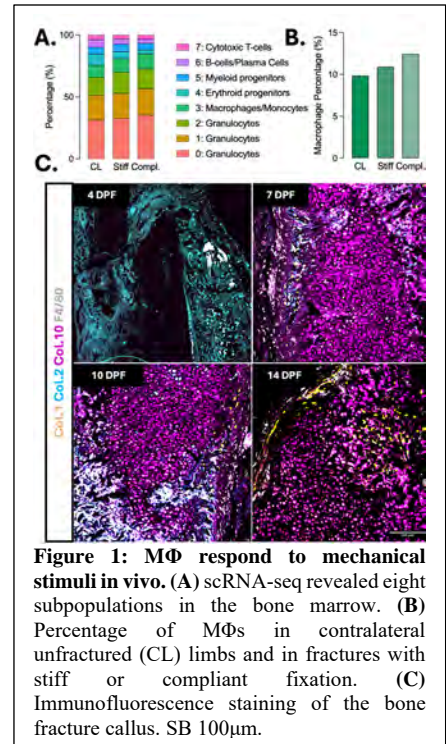 A.
100
50
0
Percentage (%)
CL Stiff Compl.
7: Cytotoxic T-cells
6: B-cells/Plasma Cells
5: Myeloid progenitors
4: Erythroid progenitors
3: Macrophages/Monocytes
2: Granulocytes
1: Granulocytes
0: Granulocytes
B.
15
10
5
0
Macrophage Percentage (%)
CL Stiff Compl.
C.
Col.1 Col.2 Col.10 F4/80
4 DPF
7 DPF
10 DPF
14 DPF
Figure 1: MΦ respond to mechanical
stimuli in vivo. (A) scRNA-seq revealed eight
subpopulations in the bone marrow. (B)
Percentage of MΦs in contralateral
unfractured (CL) limbs and in fractures with
stiff or compliant fixation. (C)
Immunofluorescence staining of the bone
fracture callus. SB 100μm.